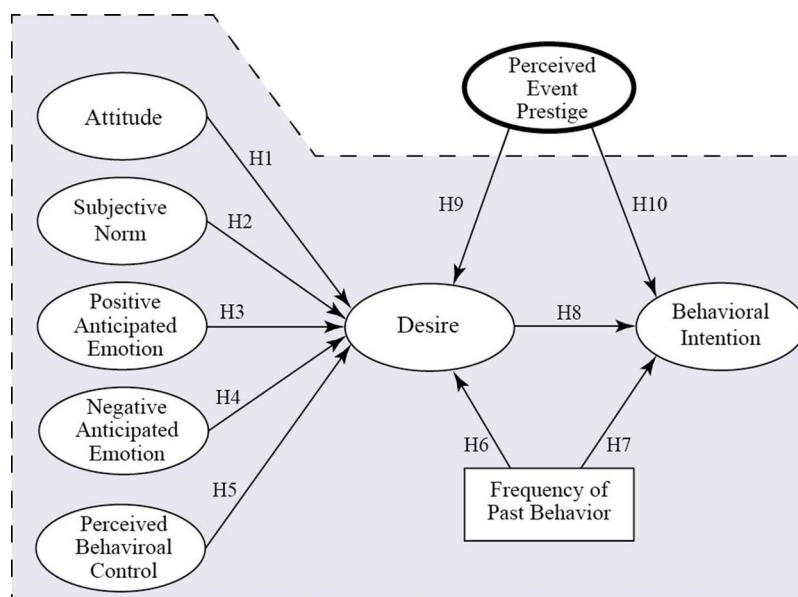 Attitude
H1
Subjective
Norm
H2
Positive
Anticipated
Emotion
H3
Negative
Anticipated
Emotion
H4
Perceived
Behaviroal
Control
H5
Perceived
Event
Prestige
H9
H10
Desire
H8
Behavioral
Intention
H6
H7
Frequency of
Past Behavior